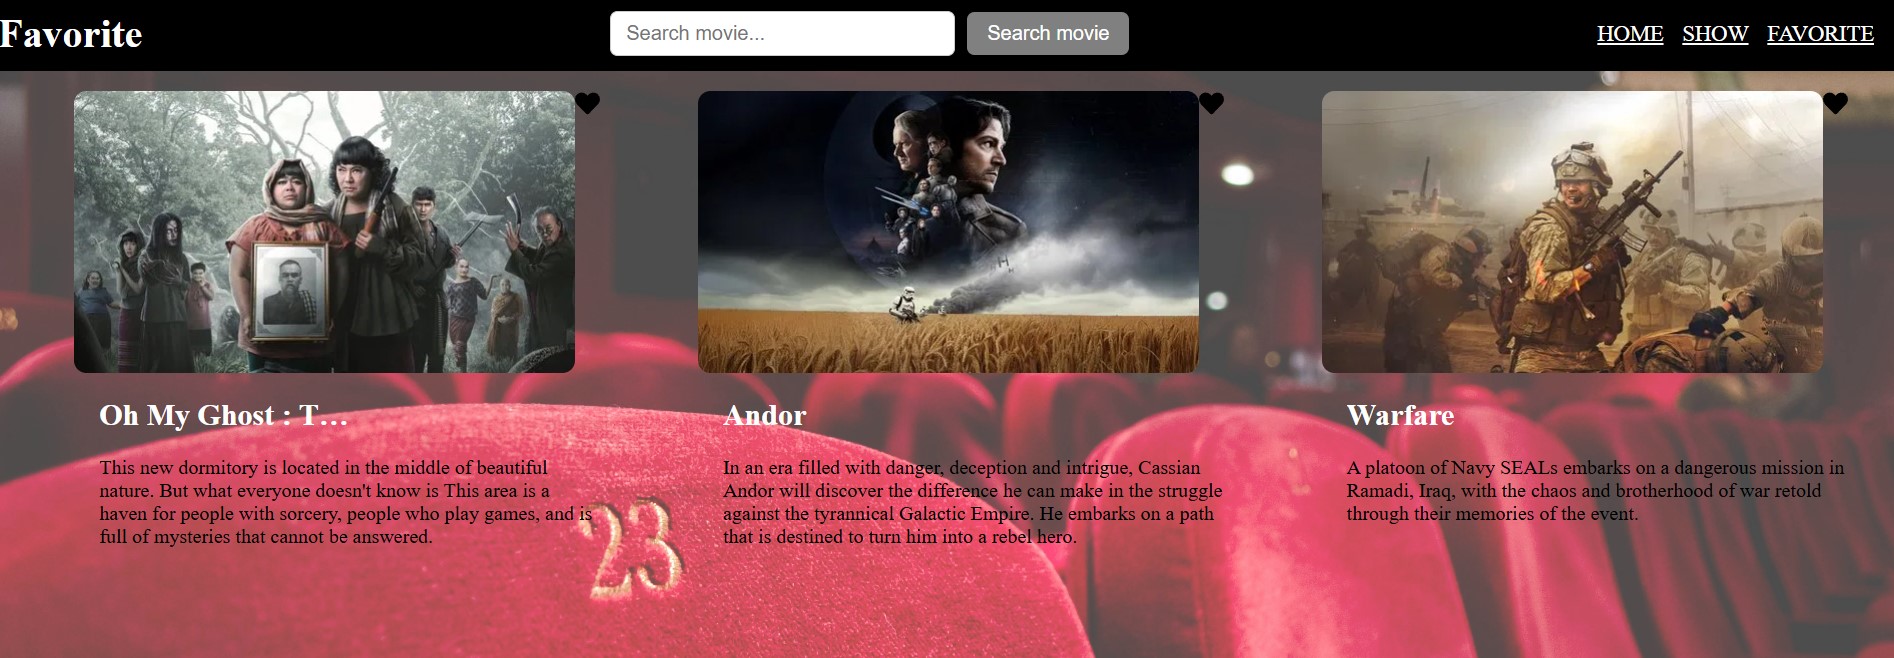 Favorite
Search movie...
Search movie
HOME SHOW FAVORITE
Oh My Ghost : T...
This new dormitory is located in the middle of beautiful
nature. But what everyone doesn't know is This area is a
haven for people with sorcery, people who play games, and is
full of mysteries that cannot be answered.
Andor
In an era filled with danger, deception and intrigue, Cassian
Andor will discover the difference he can make in the struggle
against the tyrannical Galactic Empire. He embarks on a path
that is destined to turn him into a rebel hero.
Warfare
A platoon of Navy SEALs embarks on a dangerous mission in
Ramadi, Iraq, with the chaos and brotherhood of war retold
through their memories of the event.
23